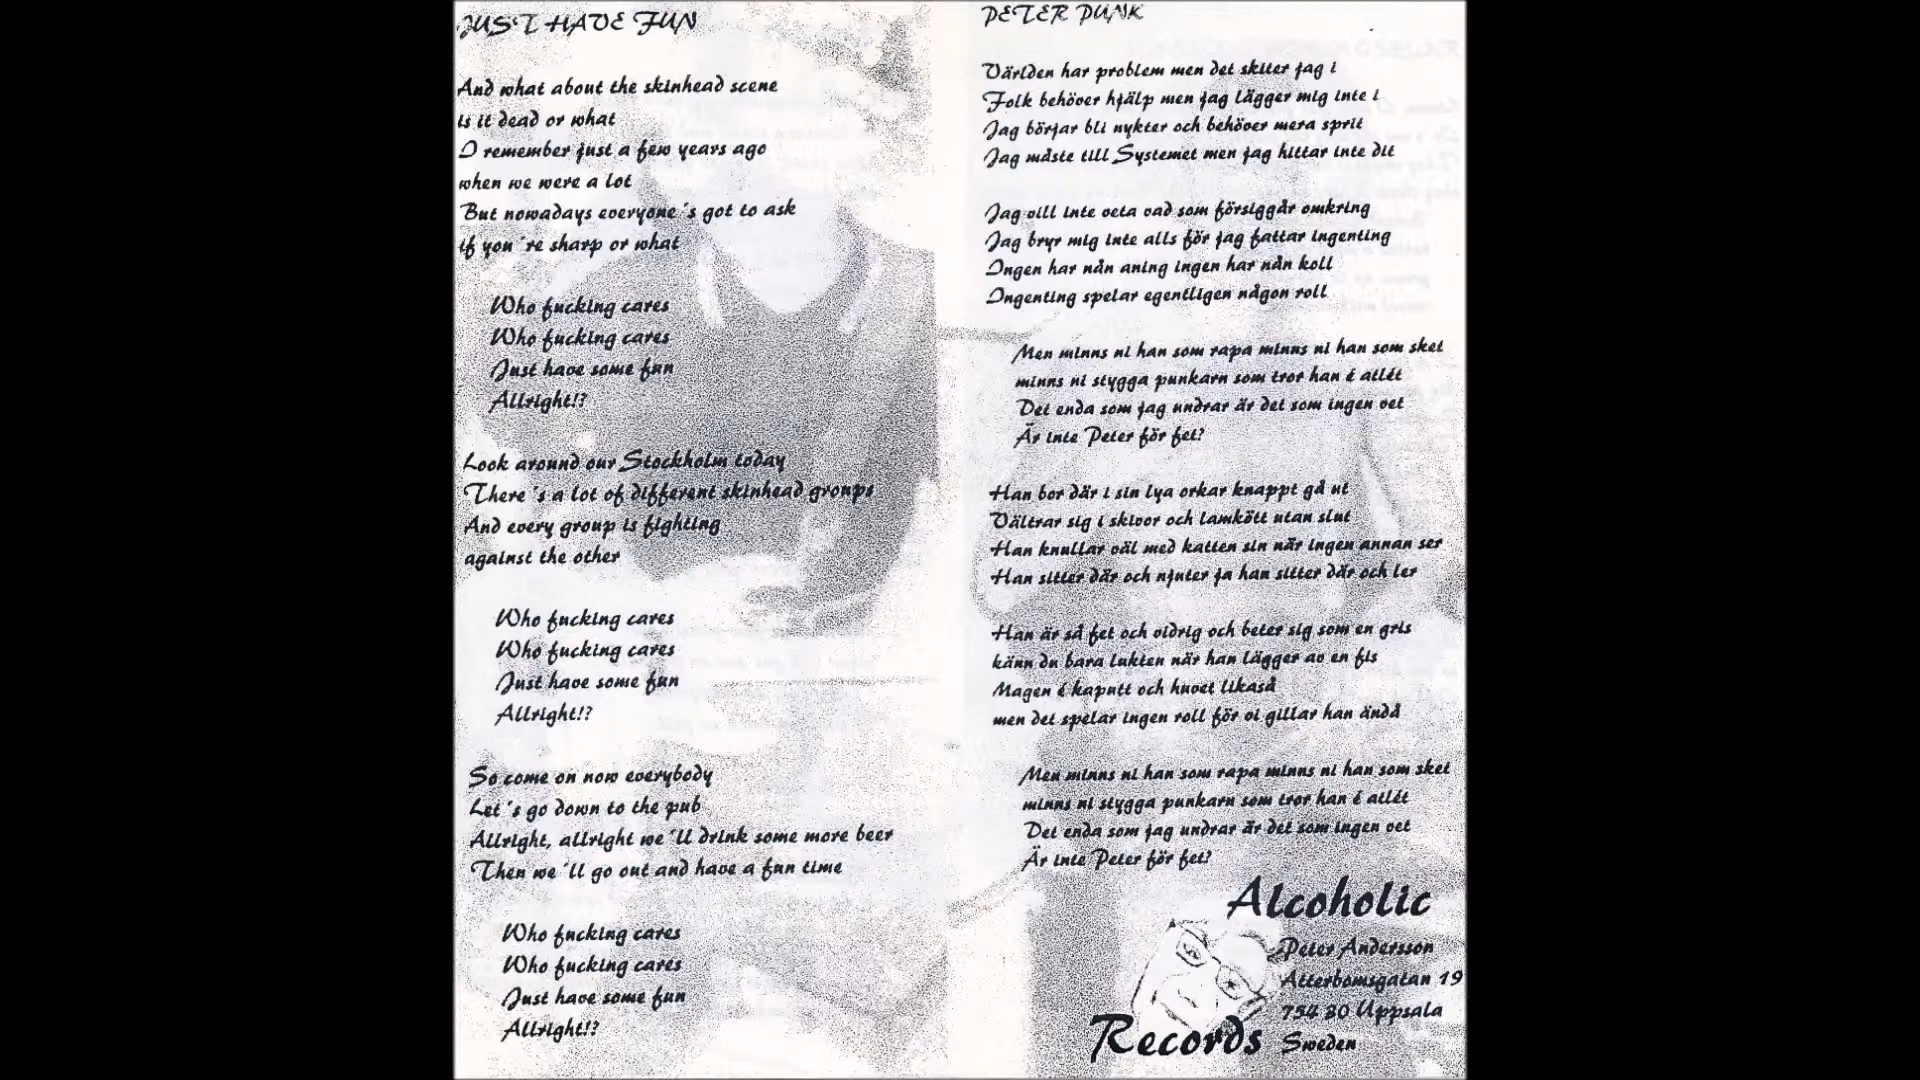 JUST HAVE FUN
And what about the skinhead scene
is it dead or what
I remember just a few years ago
when we were a lot
But nowadays everyone´s got to ask
if you´re sharp or what
Who fucking cares
Who fucking cares
Just have some fun
Allright!?
Look around our Stockholm today
There´s a lot of different skinhead groups
And every group is fighting
against the other
Who fucking cares
Who fucking cares
Just have some fun
Allright!?
So come on now everybody
Let´s go down to the pub
Allright, allright we´ll drink some more beer
Then we´ll go out and have a fun time
Who fucking cares
Who fucking cares
Just have some fun
Allright!?
PETER PUNK
Världen har problem men det skiter jag i
Folk behöver hjälp men jag lägger mig inte i
Jag börjar bli nykter och behöver mera sprit
Jag måste till Systemet men jag hittar inte dit
Jag vill inte veta vad som försiggår omkring
Jag bryr mig inte alls för jag fattar ingenting
Ingen har nån aning ingen har nån koll
Ingenting spelar egentligen någon roll
Men minns ni han som rapa minns ni han som sket
minns ni stygga punkarn som tror han é atlét
Det enda som jag undrar är det som ingen vet
Är inte Peter för fet?
Han bor där i sin lya orkar knappt gå ut
Vältrar sig i skivor och lamkött utan slut
Han knullar väl med katten sin när ingen annan ser
Han sitter där och njuter ja han sitter där och ler
Han är så fet och vidrig och beter sig som en gris
känn du bara lukten när han lägger av en fis
Magen é kaputt och huvet likaså
men det spelar ingen roll för vi gillar han ändå
Men minns ni han som rapa minns ni han som sket
minns ni stygga punkarn som tror han é atlét
Det enda som jag undrar är det som ingen vet
Är inte Peter för fet?
Alcoholic
Records
Peter Andersson
Atterbomsgatan 19
754 30 Uppsala
Sweden